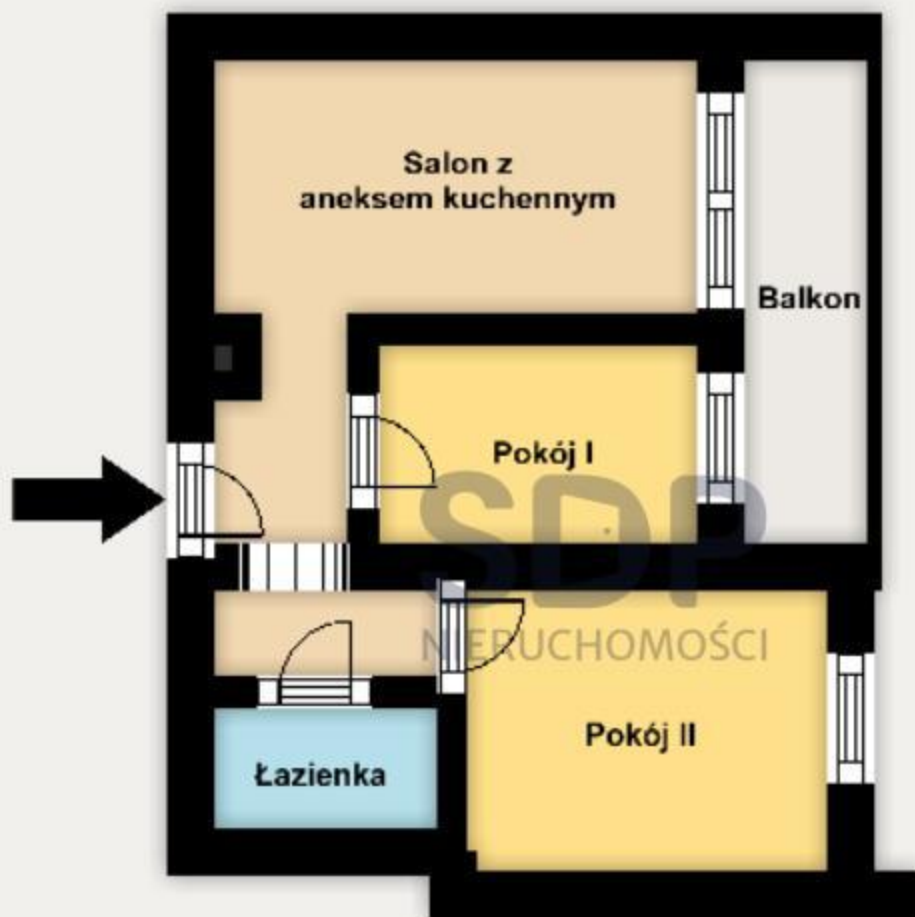 Salon z
aneksem kuchennym
Balkon
Pokój I
SDP
NIERUCHOMOŚCI
Pokój II
Łazienka